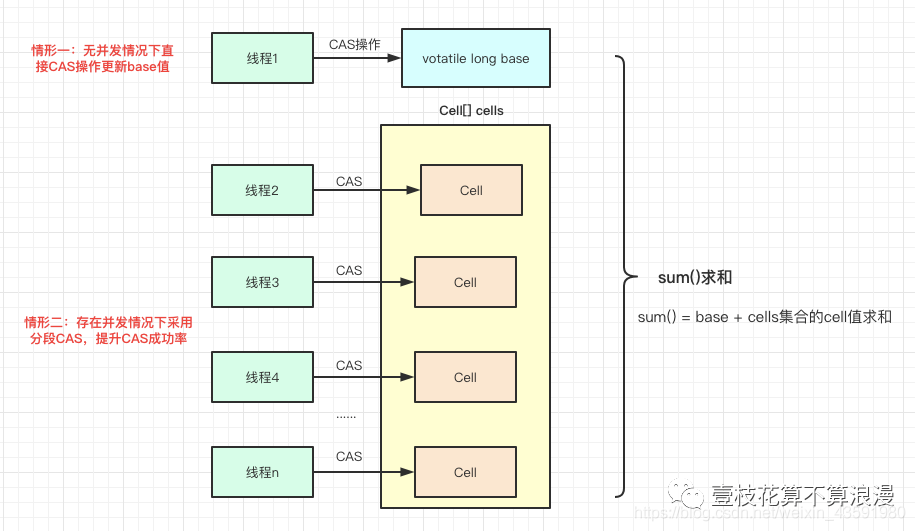 情形一：无并发情况下直
接CAS操作更新base值
线程1
CAS操作
votatile long base
Cell[] cells
线程2
CAS
Cell
线程3
CAS
Cell
情形二：存在并发情况下采用
分段CAS，提升CAS成功率
线程4
CAS
Cell
......
线程n
CAS
Cell
sum()求和
sum() = base + cells集合的cell值求和
壹枝花算不算浪漫
https://blog.csdn.net/weixin_43591980